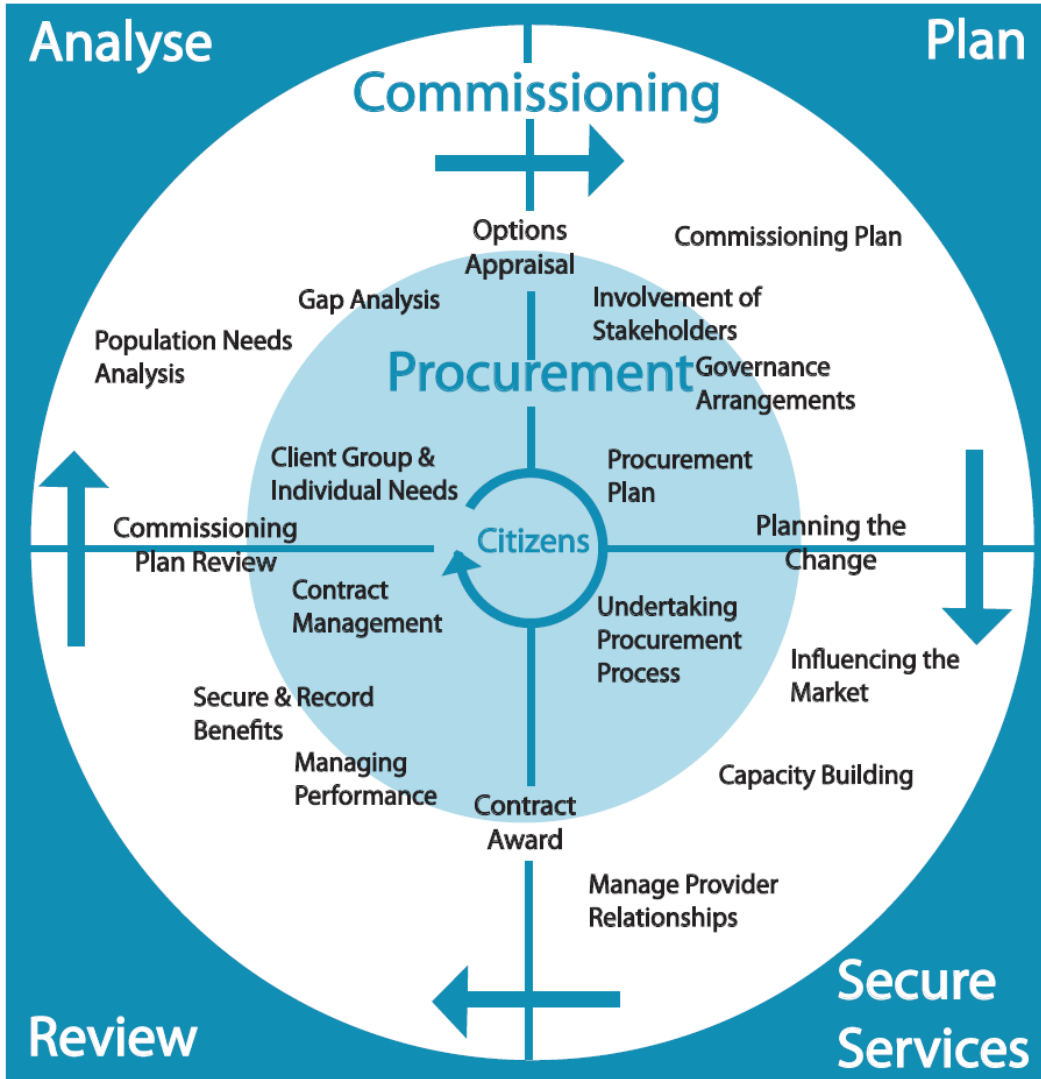 Analyse
Plan
Commissioning
Options
Appraisal
Commissioning Plan
Gap Analysis
Involvement of
Stakeholders
Population Needs
Analysis
Procurement
Governance
Arrangements
Client Group &
Individual Needs
Procurement
Plan
Commissioning
Plan Review
Citizens
Planning the
Change
Contract
Management
Undertaking
Procurement
Process
Influencing the
Market
Secure & Record
Benefits
Managing
Performance
Capacity Building
Contract
Award
Manage Provider
Relationships
Review
Secure
Services